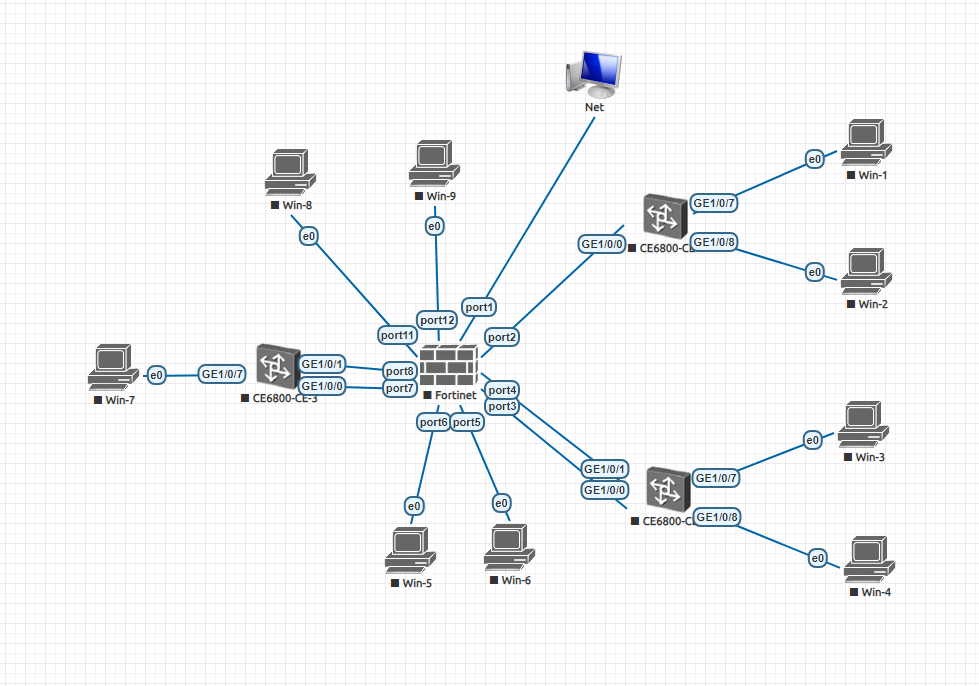 Net
e0
Win-1
Win-9
GE1/0/7
Win-8
e0
e0
GE1/0/0
GE1/0/8
CE6800-CE
e0
Win-2
port1
port12
port11
port2
GE1/0/1
port8
e0
GE1/0/7
GE1/0/0
port7
Win-7
CE6800-CE-3
Fortinet
port4
port3
port6
port5
e0
Win-3
GE1/0/1
GE1/0/7
GE1/0/0
e0
e0
CE6800-CE
GE1/0/8
e0
Win-5
Win-6
Win-4